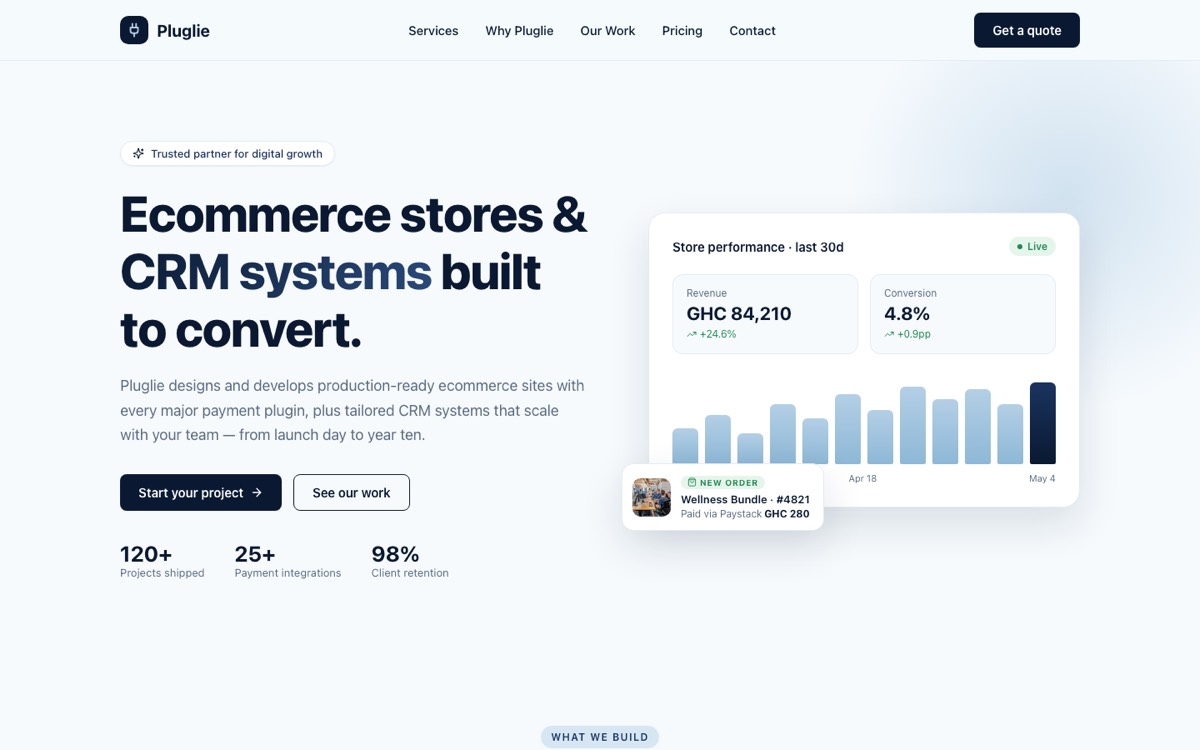 Pluglie
Services
Why Pluglie
Our Work
Pricing
Contact
Get a quote
Trusted partner for digital growth
Ecommerce stores &
CRM systems built
to convert.
Pluglie designs and develops production-ready ecommerce sites with
every major payment plugin, plus tailored CRM systems that scale
with your team — from launch day to year ten.
Start your project →
See our work
120+
Projects shipped
25+
Payment integrations
98%
Client retention
Store performance · last 30d
Live
Revenue
GHC 84,210
+24.6%
Conversion
4.8%
+0.9pp
Apr 18
May 4
NEW ORDER
Wellness Bundle · #4821
Paid via Paystack GHC 280
WHAT WE BUILD